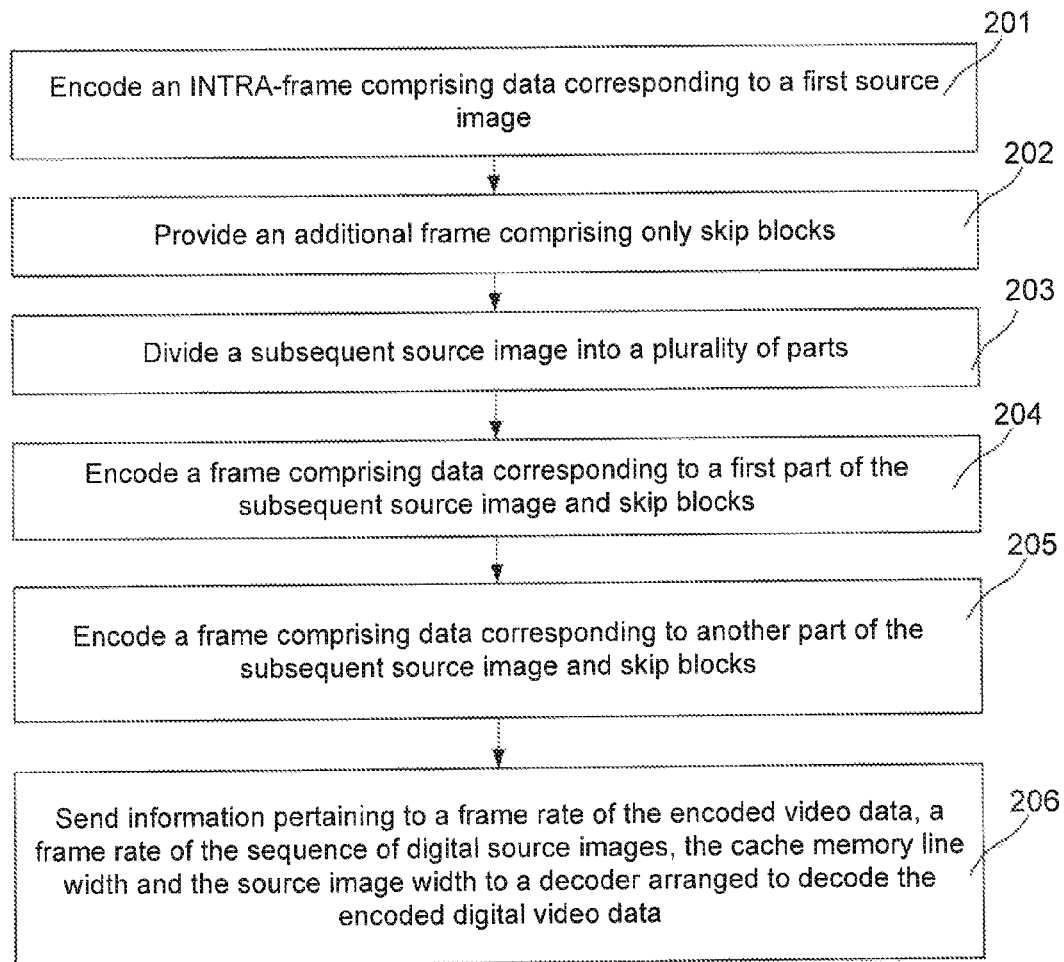 201
Encode an INTRA-frame comprising data corresponding to a first source
image
202
Provide an additional frame comprising only skip blocks
203
Divide a subsequent source image into a plurality of parts
204
Encode a frame comprising data corresponding to a first part of the
subsequent source image and skip blocks
205
Encode a frame comprising data corresponding to another part of the
subsequent source image and skip blocks
206
Send information pertaining to a frame rate of the encoded video data, a
frame rate of the sequence of digital source images, the cache memory line
width and the source image width to a decoder arranged to decode the
encoded digital video data